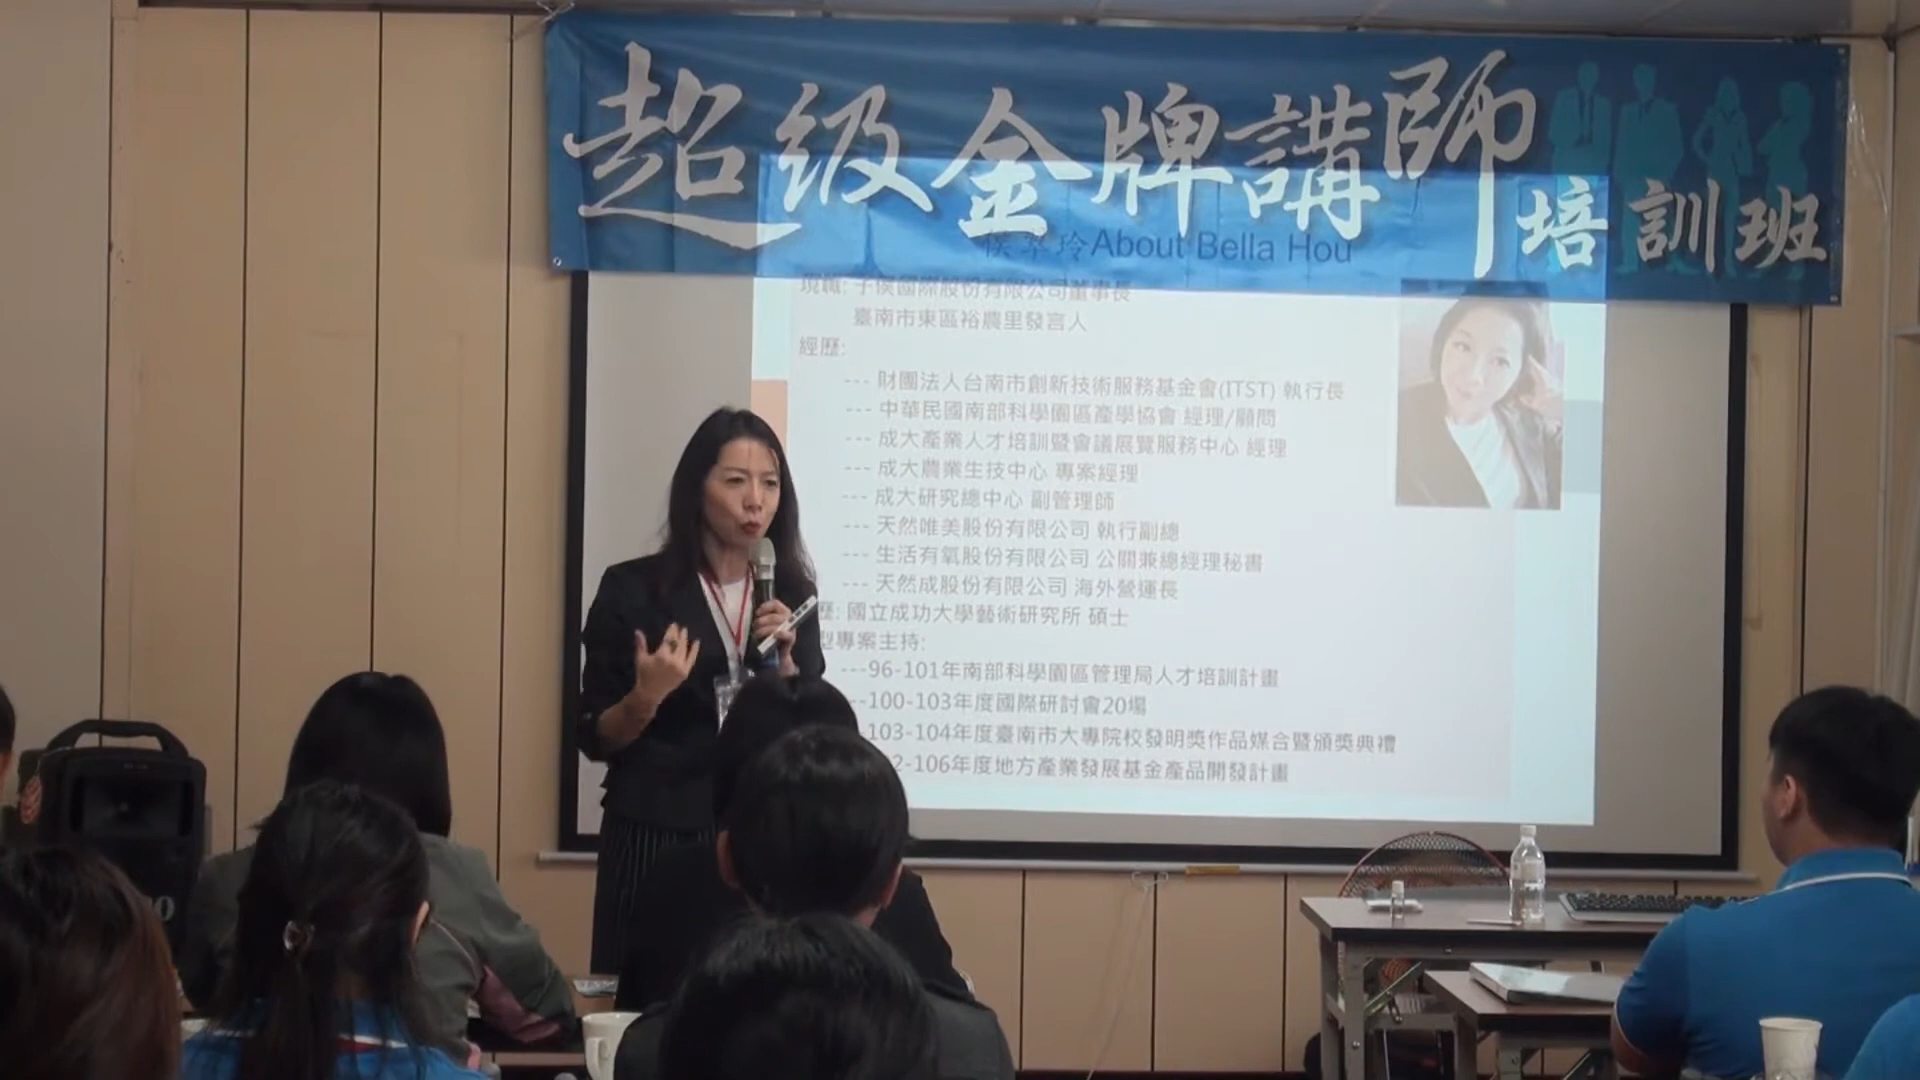 超级金牌講師 培訓班
侯翠玲About Bella Hou
現職: 子侯國際股份有限公司董事長
臺南市東區裕農里發言人
經歷:
--- 財團法人台南市創新技術服務基金會(ITST) 執行長
--- 中華民國南部科學園區產學協會 經理/顧問
--- 成大產業人才培訓暨會議展覽服務中心 經理
--- 成大農業生技中心 專案經理
--- 成大研究總中心 副管理師
--- 天然唯美股份有限公司 執行副總
--- 生活有氧股份有限公司 公關兼總經理秘書
--- 天然成股份有限公司 海外營運長
歷: 國立成功大學藝術研究所 碩士
型專案主持:
---96-101年南部科學園區管理局人才培訓計畫
--100-103年度國際研討會20場
-103-104年度臺南市大專院校發明獎作品媒合暨頒獎典禮
2-106年度地方產業發展基金產品開發計畫